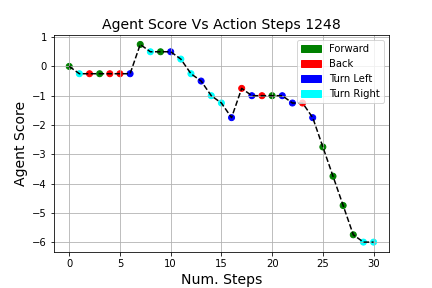 Agent Score Vs Action Steps 1248
1
0
−1
−2
−3
−4
−5
−6
Agent Score
Forward
Back
Turn Left
Turn Right
0 5 10 15 20 25 30
Num. Steps